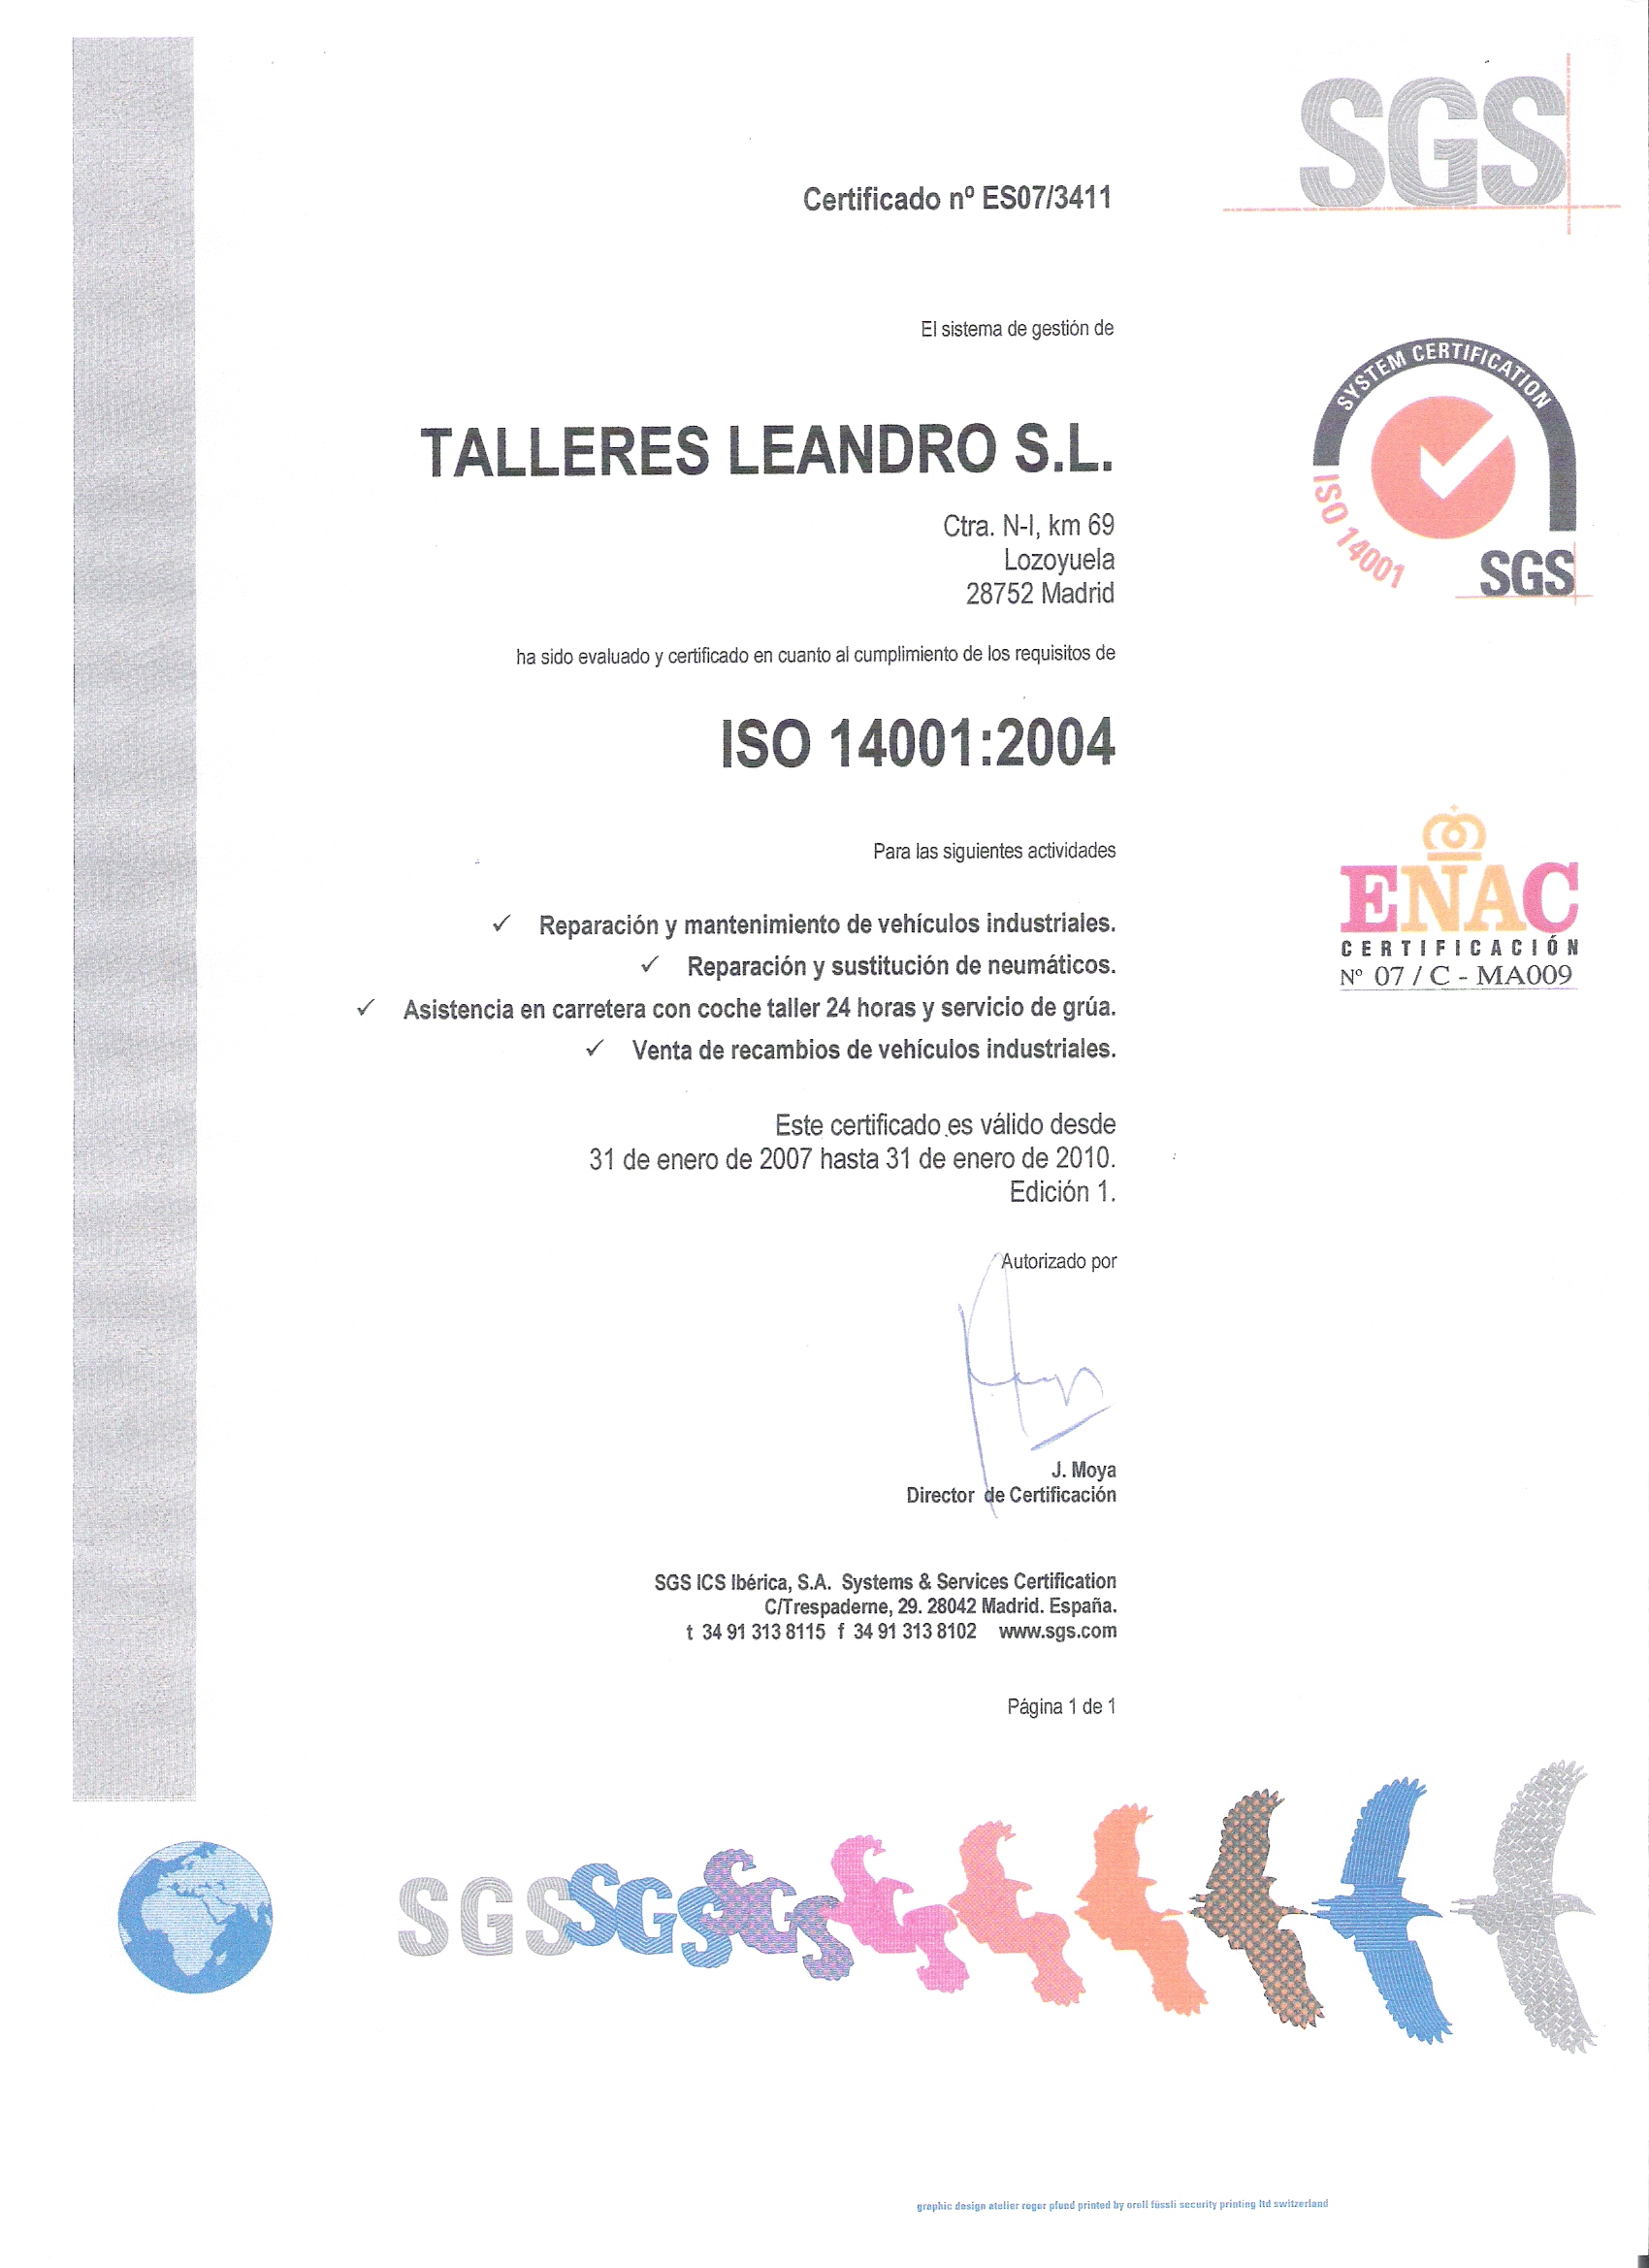 SGS
Certificado nº ES07/3411
El sistema de gestión de
TALLERES LEANDRO S.L.
Ctra. N-I, km 69
Lozoyuela
28752 Madrid
SYSTEM CERTIFICATION
ISO 14001
SGS
ha sido evaluado y certificado en cuanto al cumplimiento de los requisitos de
ISO 14001:2004
Para las siguientes actividades
✓ Reparación y mantenimiento de vehículos industriales.
✓ Reparación y sustitución de neumáticos.
✓ Asistencia en carretera con coche taller 24 horas y servicio de grúa.
✓ Venta de recambios de vehículos industriales.
ENAC
CERTIFICACIÓN
Nº 07 / C - MA009
Este certificado es válido desde
31 de enero de 2007 hasta 31 de enero de 2010.
Edición 1.
Autorizado por
J. Moya
Director de Certificación
SGS ICS Ibérica, S.A. Systems & Services Certification
C/Trespaderne, 29. 28042 Madrid. España.
t 34 91 313 8115 f 34 91 313 8102 www.sgs.com
Página 1 de 1
SGS SGS SGS
graphic design atelier roger pfund printed by orell füssli security printing ltd switzerland